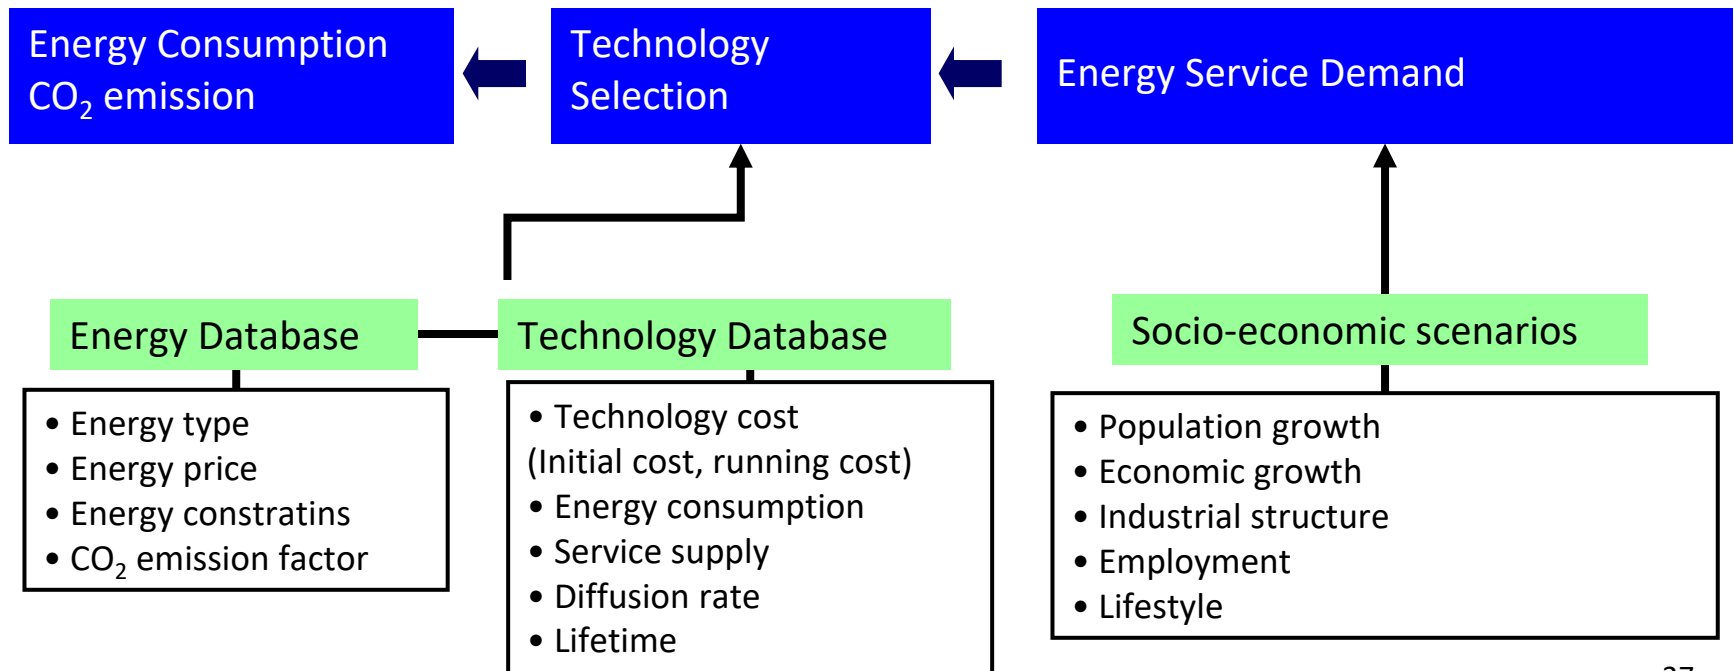 Energy Consumption
CO₂ emission
Technology
Selection
Energy Service Demand
Energy Database
Technology Database
Socio-economic scenarios
• Energy type
• Energy price
• Energy constratins
• CO₂ emission factor
• Technology cost
(Initial cost, running cost)
• Energy consumption
• Service supply
• Diffusion rate
• Lifetime
• Population growth
• Economic growth
• Industrial structure
• Employment
• Lifestyle